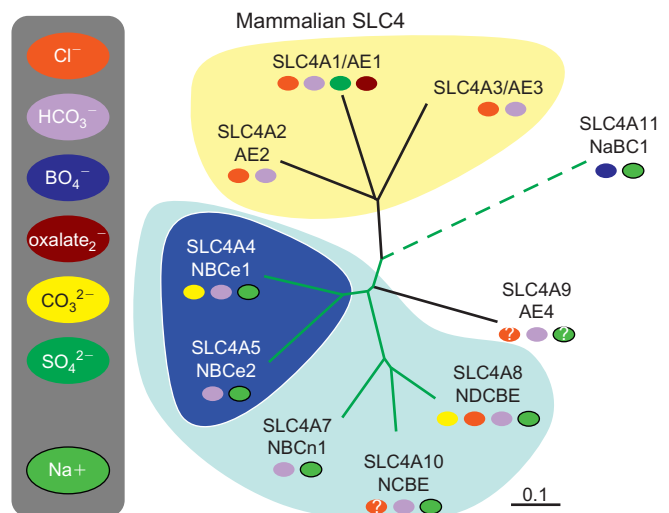 Mammalian SLC4
Cl⁻
HCO₃⁻
BO₄⁻
oxalate₂⁻
CO₃²⁻
SO₄²⁻
Na+
SLC4A1/AE1
SLC4A3/AE3
SLC4A2
AE2
SLC4A11
NaBC1
SLC4A4
NBCe1
SLC4A9
AE4
? ?
SLC4A5
NBCe2
SLC4A8
NDCBE
SLC4A7
NBCn1
SLC4A10
NCBE
?
0.1